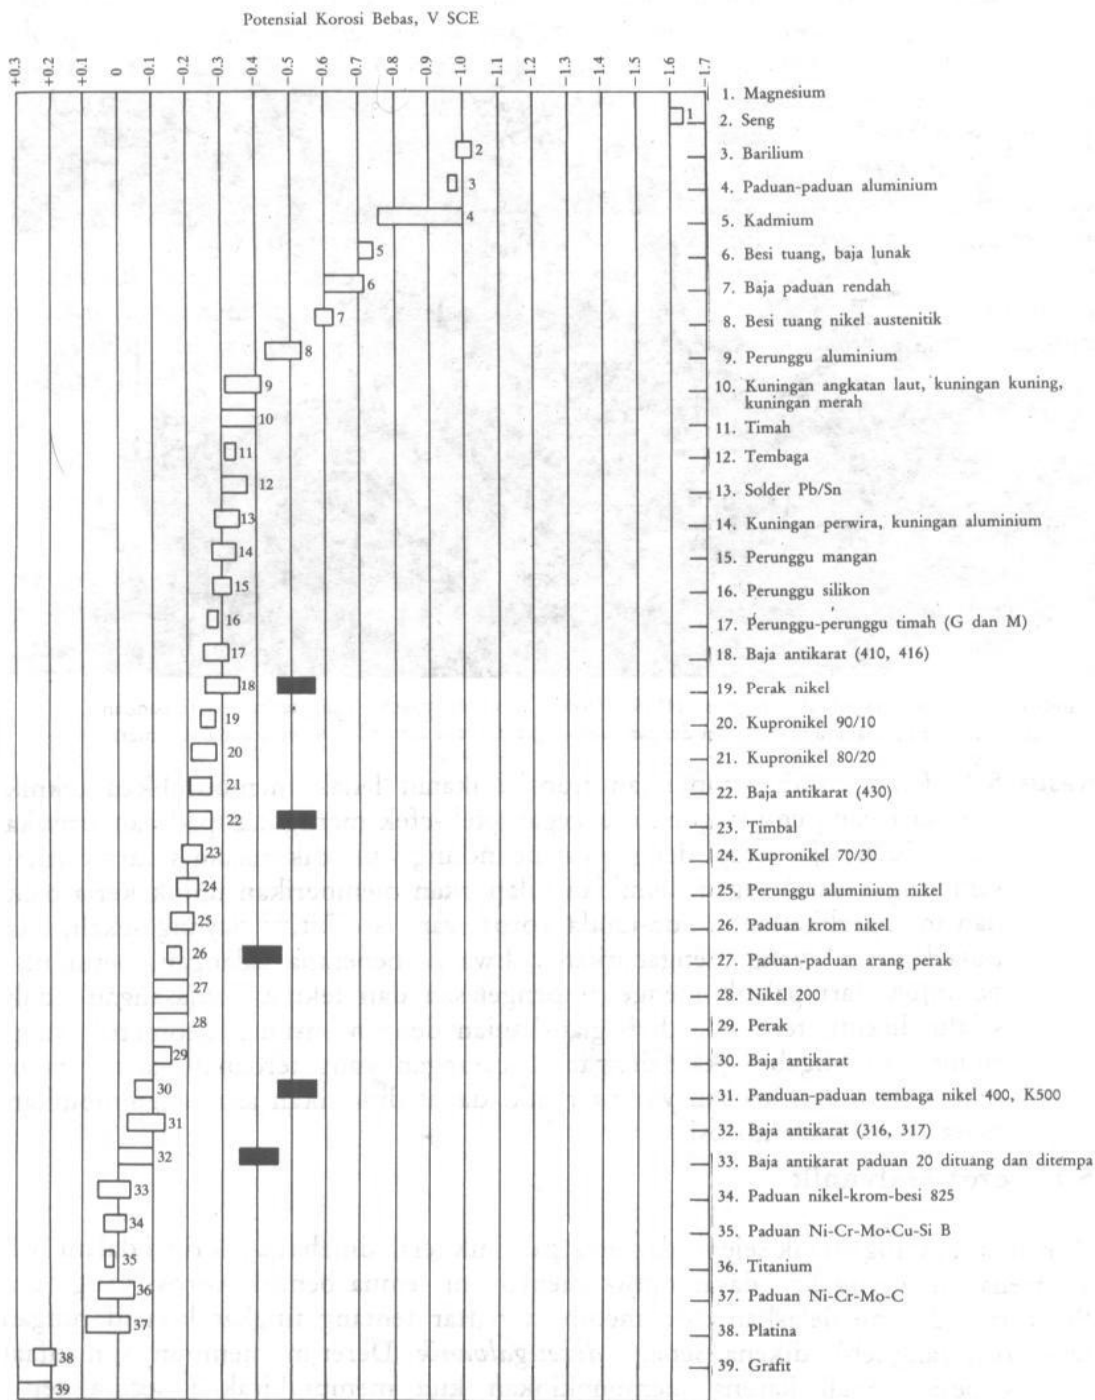 Potensial Korosi Bebas, V SCE
+0.3 +0.2 +0.1 0 −0.1 −0.2 −0.3 −0.4 −0.5 −0.6 −0.7 −0.8 −0.9 −1.0 −1.1 −1.2 −1.3 −1.4 −1.5 −1.6 −1.7
1
2
3
4
5
6
7
8
9
10
11
12
13
14
15
16
17
18
19
20
21
22
23
24
25
26
27
28
29
30
31
32
33
34
35
36
37
38
39
1. Magnesium
2. Seng
3. Barilium
4. Paduan-paduan aluminium
5. Kadmium
6. Besi tuang, baja lunak
7. Baja paduan rendah
8. Besi tuang nikel austenitik
9. Perunggu aluminium
10. Kuningan angkatan laut, kuningan kuning,
kuningan merah
11. Timah
12. Tembaga
13. Solder Pb/Sn
14. Kuningan perwira, kuningan aluminium
15. Perunggu mangan
16. Perunggu silikon
17. Perunggu-perunggu timah (G dan M)
18. Baja antikarat (410, 416)
19. Perak nikel
20. Kupronikel 90/10
21. Kupronikel 80/20
22. Baja antikarat (430)
23. Timbal
24. Kupronikel 70/30
25. Perunggu aluminium nikel
26. Paduan krom nikel
27. Paduan-paduan arang perak
28. Nikel 200
29. Perak
30. Baja antikarat
31. Panduan-paduan tembaga nikel 400, K500
32. Baja antikarat (316, 317)
33. Baja antikarat paduan 20 dituang dan ditempa
34. Paduan nikel-krom-besi 825
35. Paduan Ni-Cr-Mo-Cu-Si B
36. Titanium
37. Paduan Ni-Cr-Mo-C
38. Platina
39. Grafit